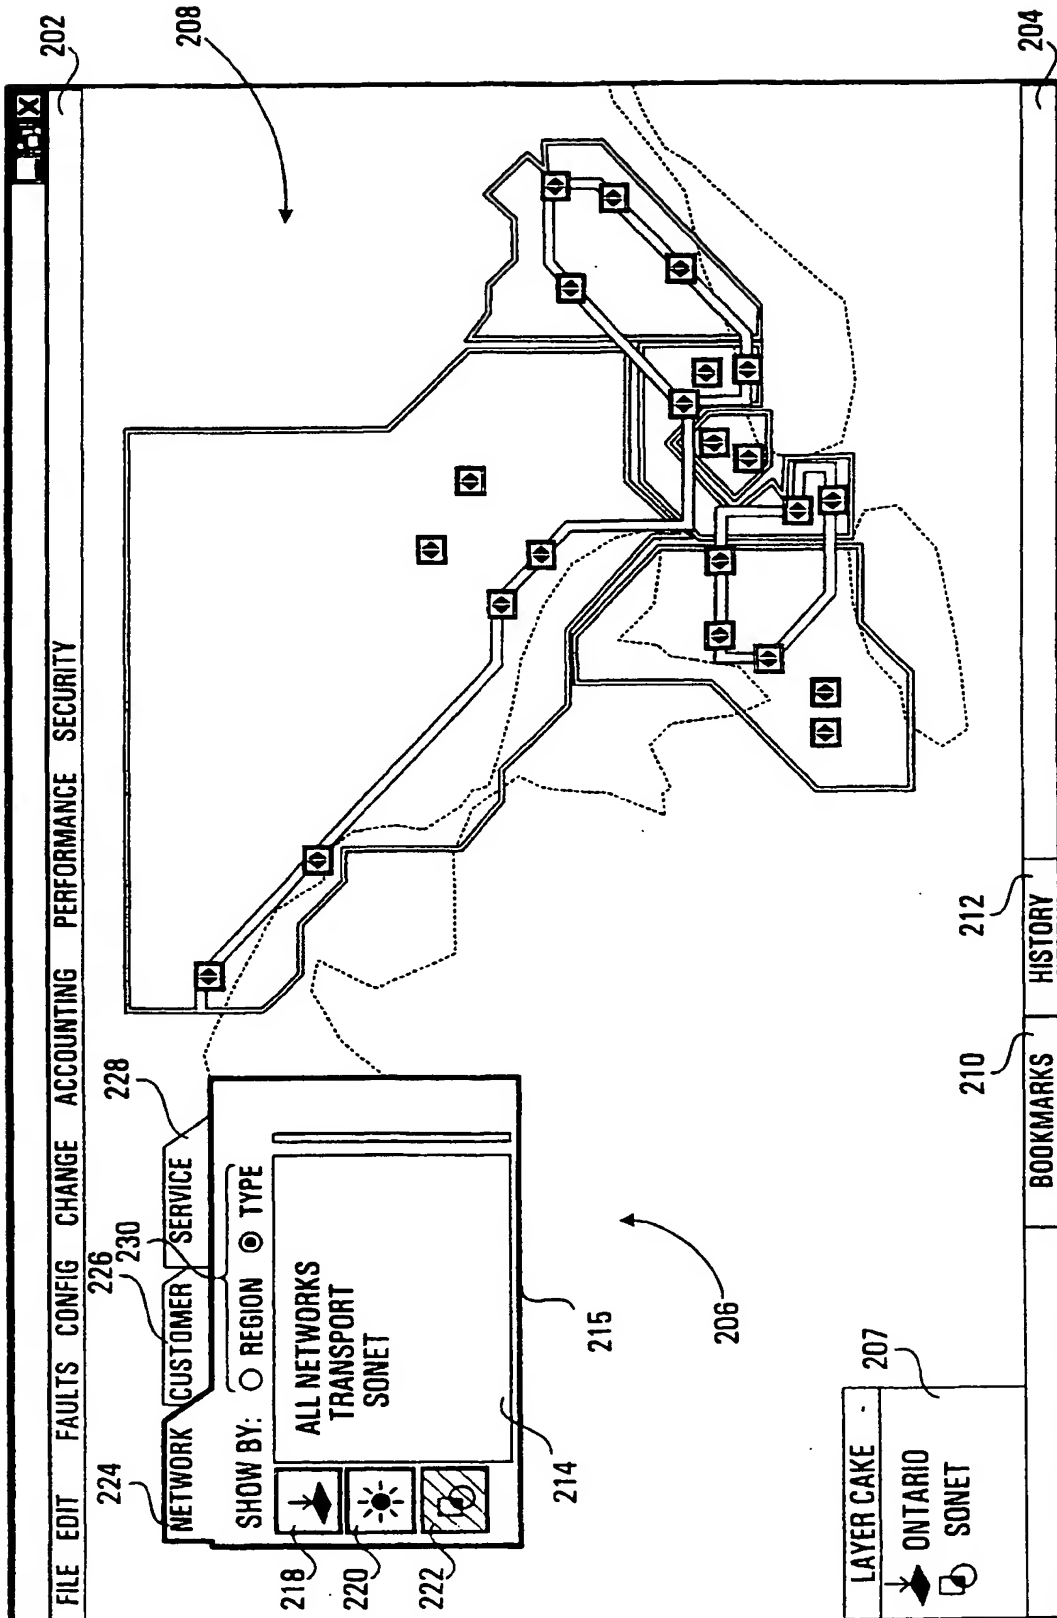 202
208
FILE EDIT FAULTS CONFIG CHANGE ACCOUNTING PERFORMANCE SECURITY
224
226
230
228
NETWORK CUSTOMER SERVICE
SHOW BY: REGION TYPE
ALL NETWORKS
TRANSPORT
SONET
218
220
222
214
215
206
LAYER CAKE -
ONTARIO
SONET
207
210
212
BOOKMARKS HISTORY
204